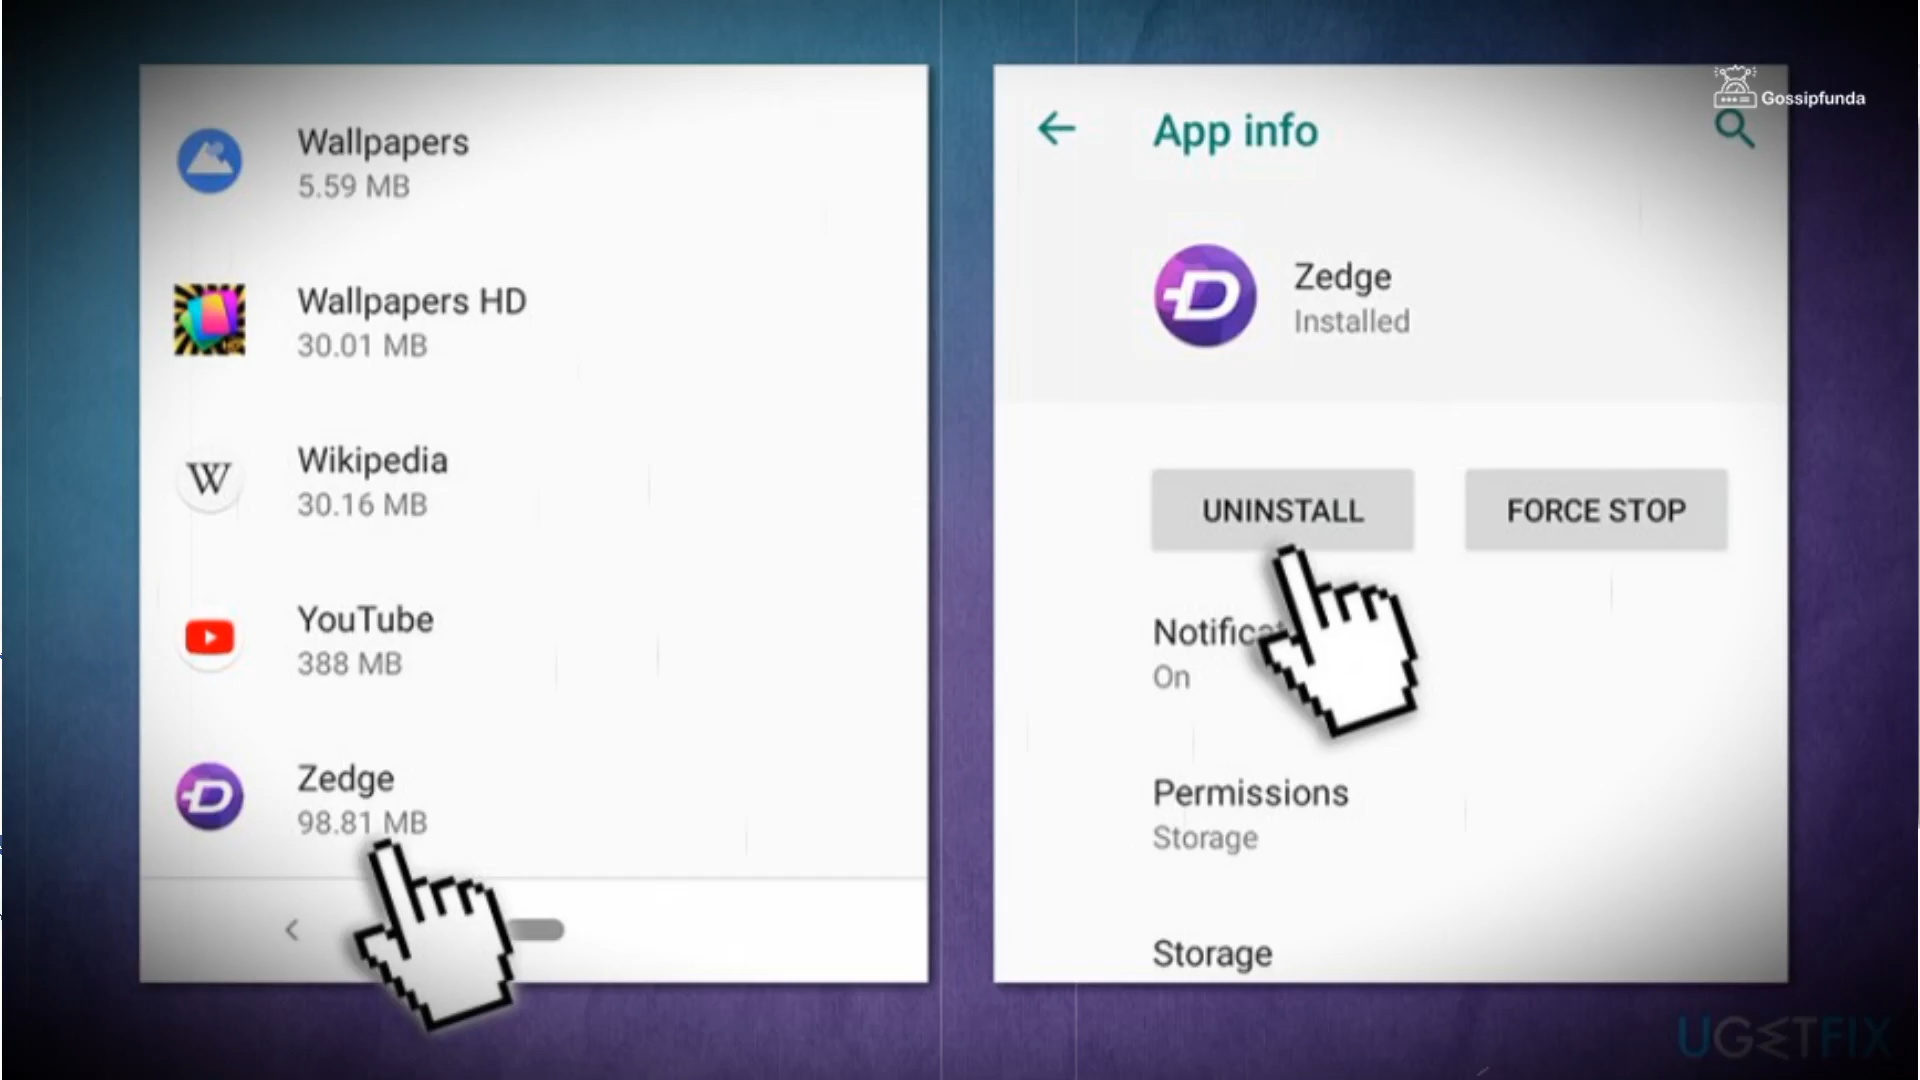 Wallpapers
5.59 MB
Wallpapers HD
30.01 MB
W
Wikipedia
30.16 MB
YouTube
388 MB
Zedge
98.81 MB
App info
Gossipfunda
Zedge
Installed
UNINSTALL
FORCE STOP
On
Permissions
Storage
Storage
UGETFIX